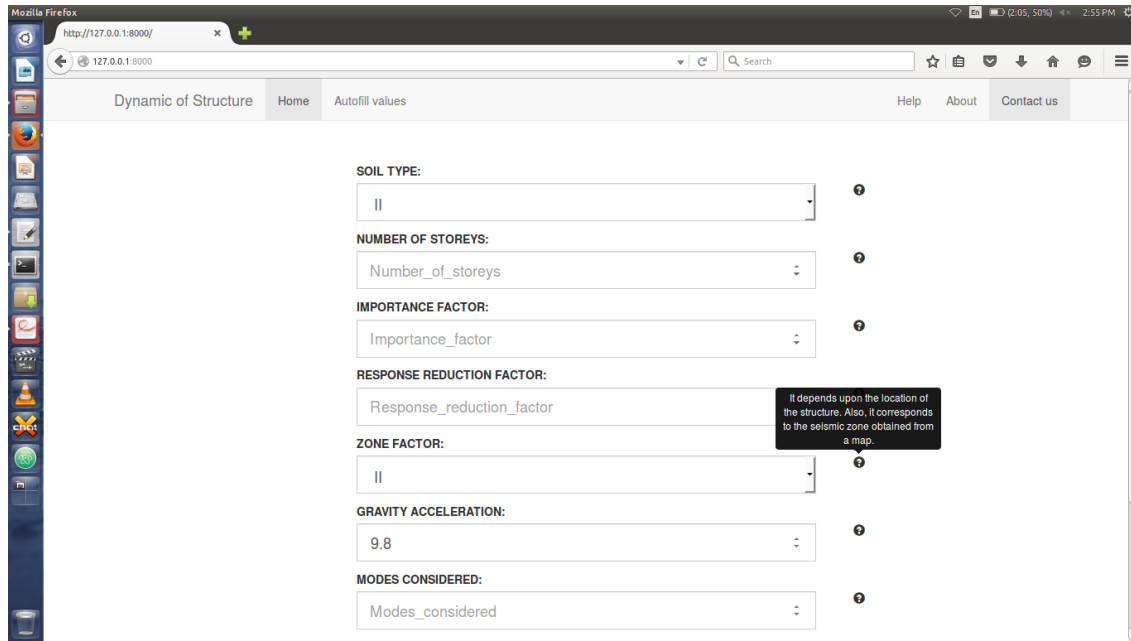 Mozilla Firefox
En (2:05, 50%) 2:55 PM
http://127.0.0.1:8000/ ×
127.0.0.1:8000 Search
Dynamic of Structure Home Autofill values Help About Contact us
SOIL TYPE:
II
NUMBER OF STOREYS:
Number_of_storeys
IMPORTANCE FACTOR:
Importance_factor
RESPONSE REDUCTION FACTOR:
Response_reduction_factor
It depends upon the location of
the structure. Also, it corresponds
to the seismic zone obtained from
a map.
ZONE FACTOR:
II
GRAVITY ACCELERATION:
9.8
MODES CONSIDERED:
Modes_considered